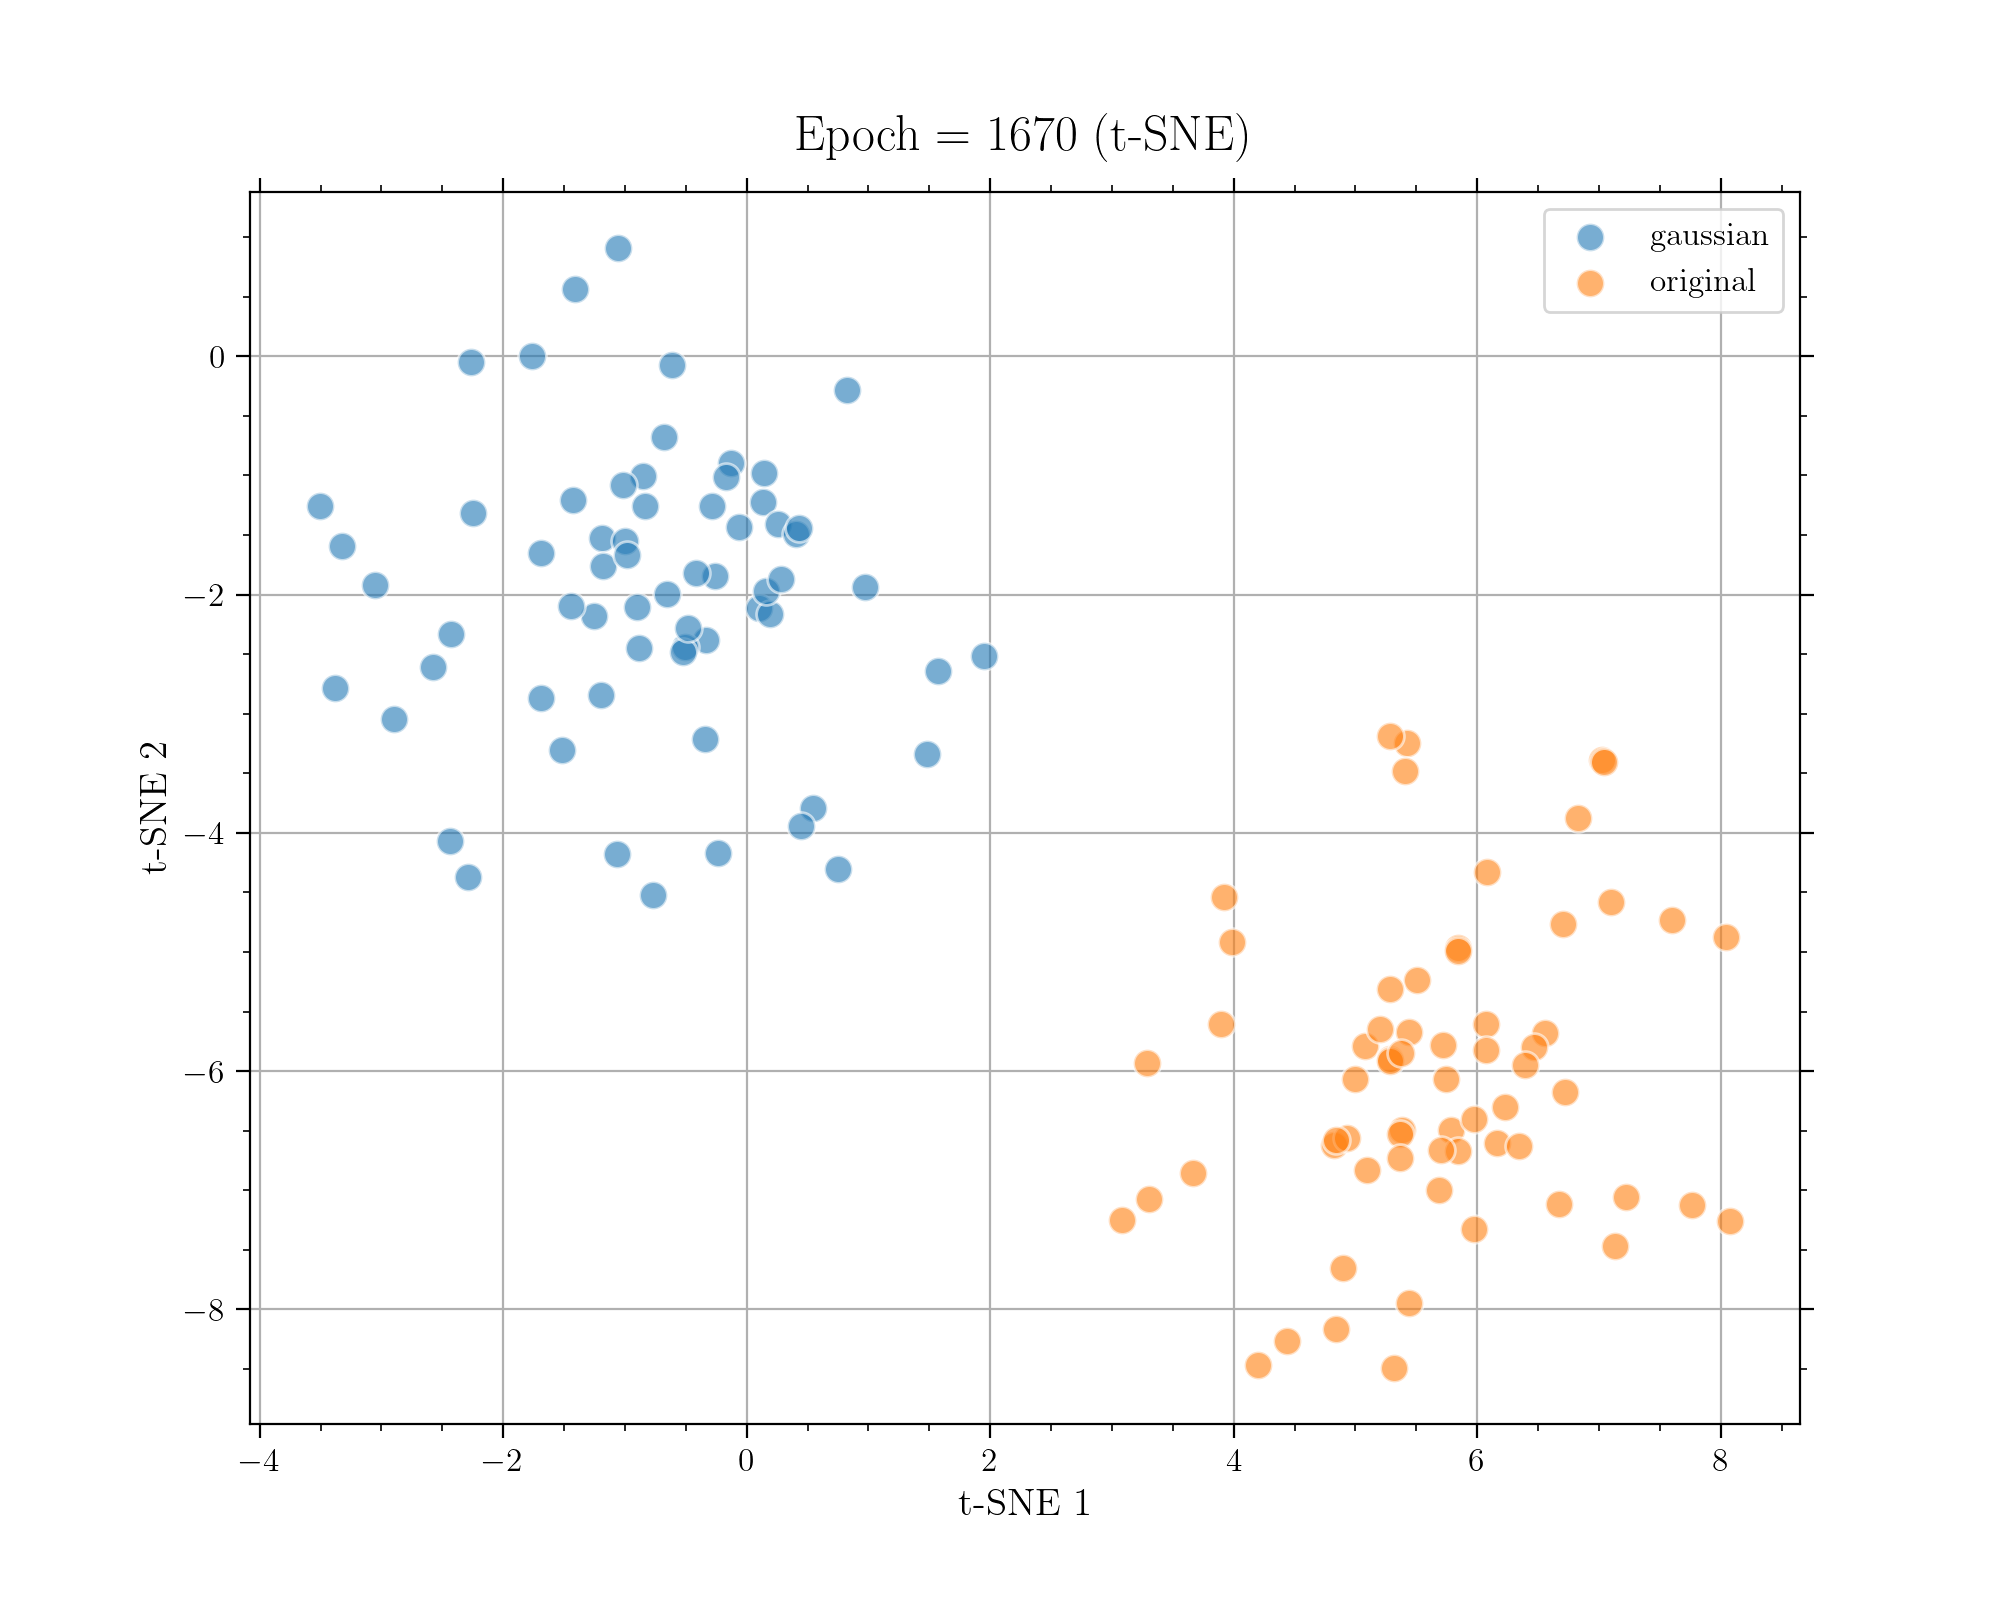 Epoch = 1670 (t-SNE)
gaussian
original
0
−2
−4
−6
−8
t-SNE 2
−4 −2 0 2 4 6 8
t-SNE 1